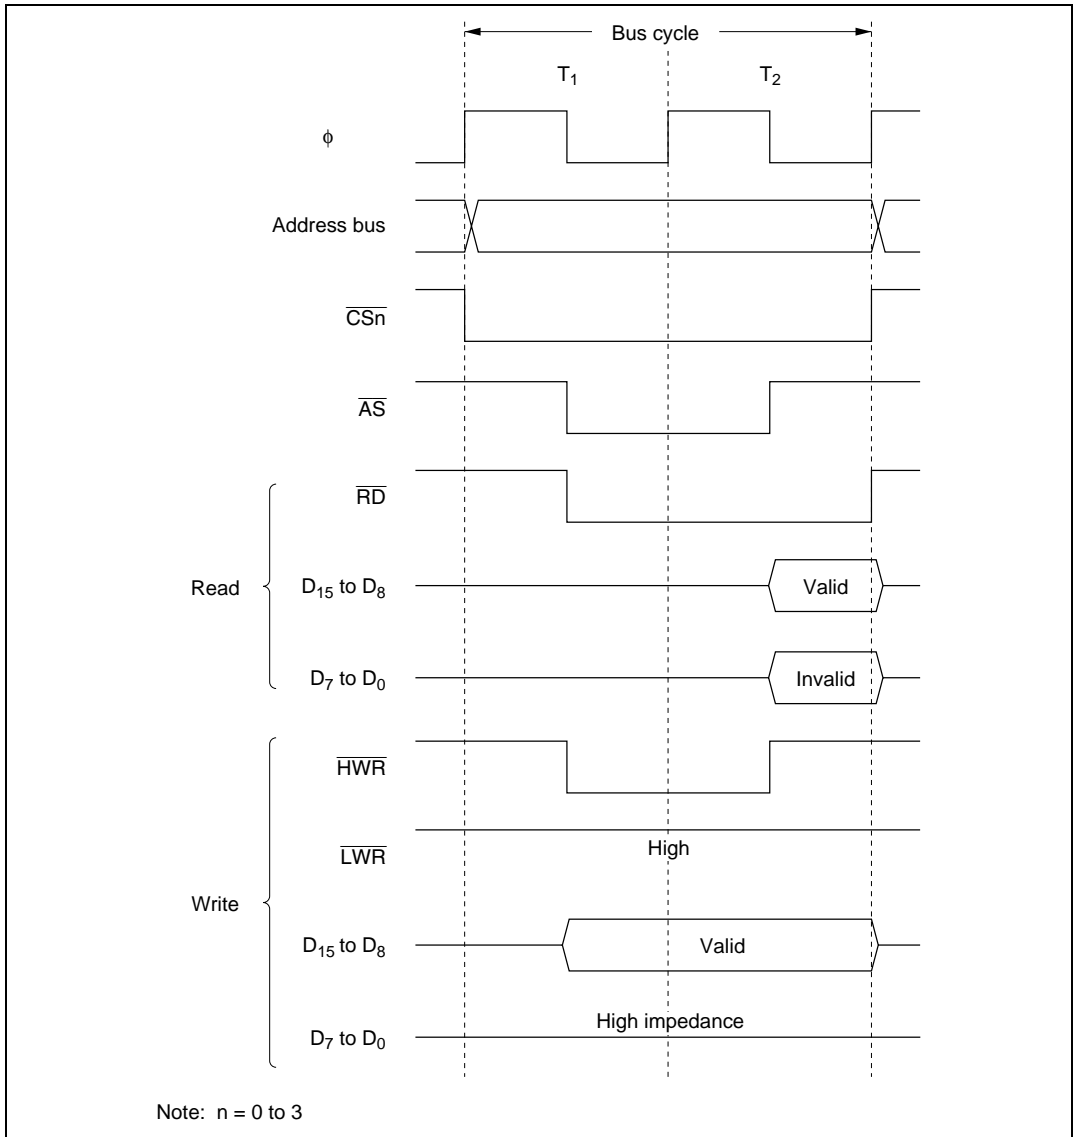 Bus cycle
T1 T2
φ
Address bus
CSn
AS
RD
Read D15 to D8 Valid
D7 to D0 Invalid
HWR
LWR High
Write
D15 to D8 Valid
D7 to D0 High impedance
Note: n = 0 to 3